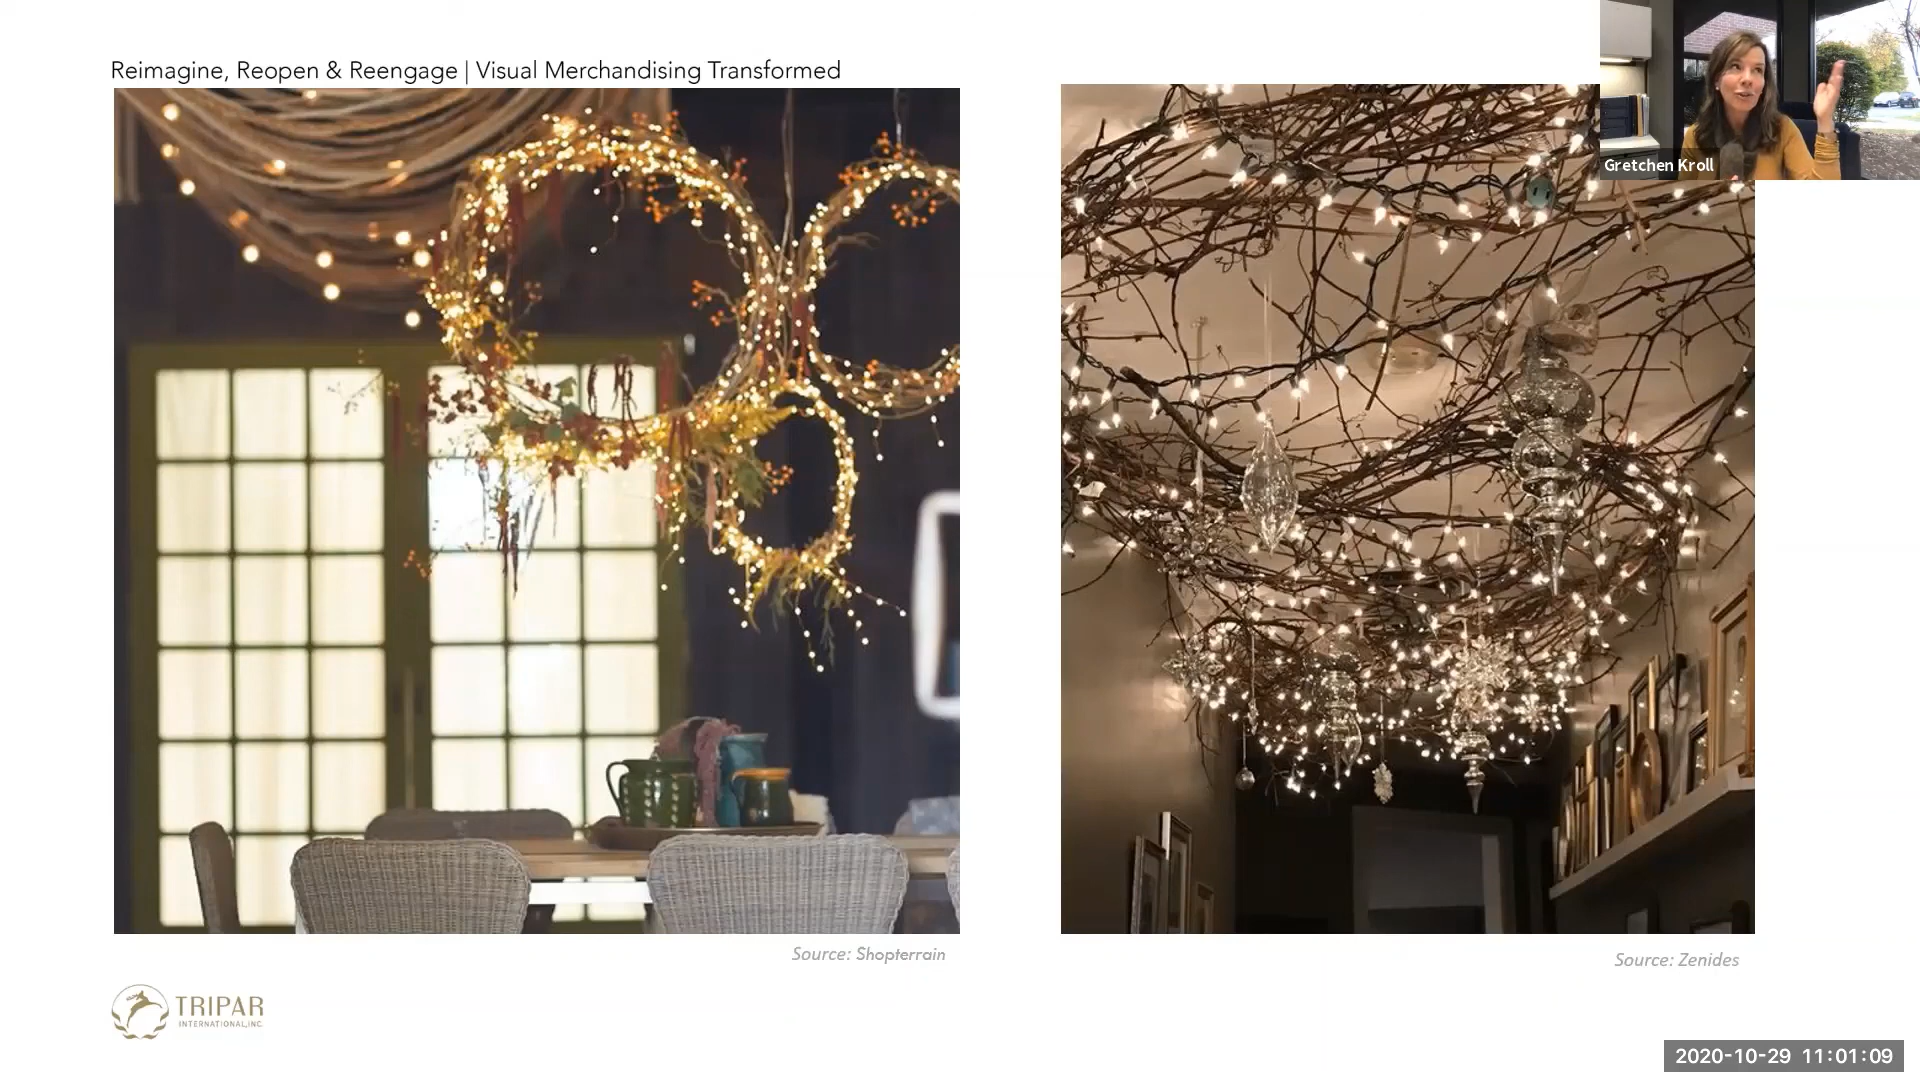 Reimagine, Reopen & Reengage | Visual Merchandising Transformed
Gretchen Kroll
Source: Shopterrain
Source: Zenides
TRIPAR
INTERNATIONAL, INC.
2020-10-29 11:01:09